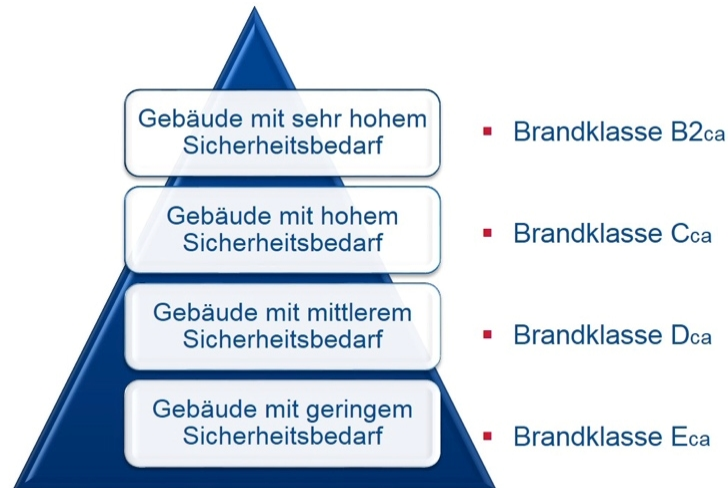 Gebäude mit sehr hohem
Sicherheitsbedarf
▪ Brandklasse B2ca
Gebäude mit hohem
Sicherheitsbedarf
▪ Brandklasse Cca
Gebäude mit mittlerem
Sicherheitsbedarf
▪ Brandklasse Dca
Gebäude mit geringem
Sicherheitsbedarf
▪ Brandklasse Eca